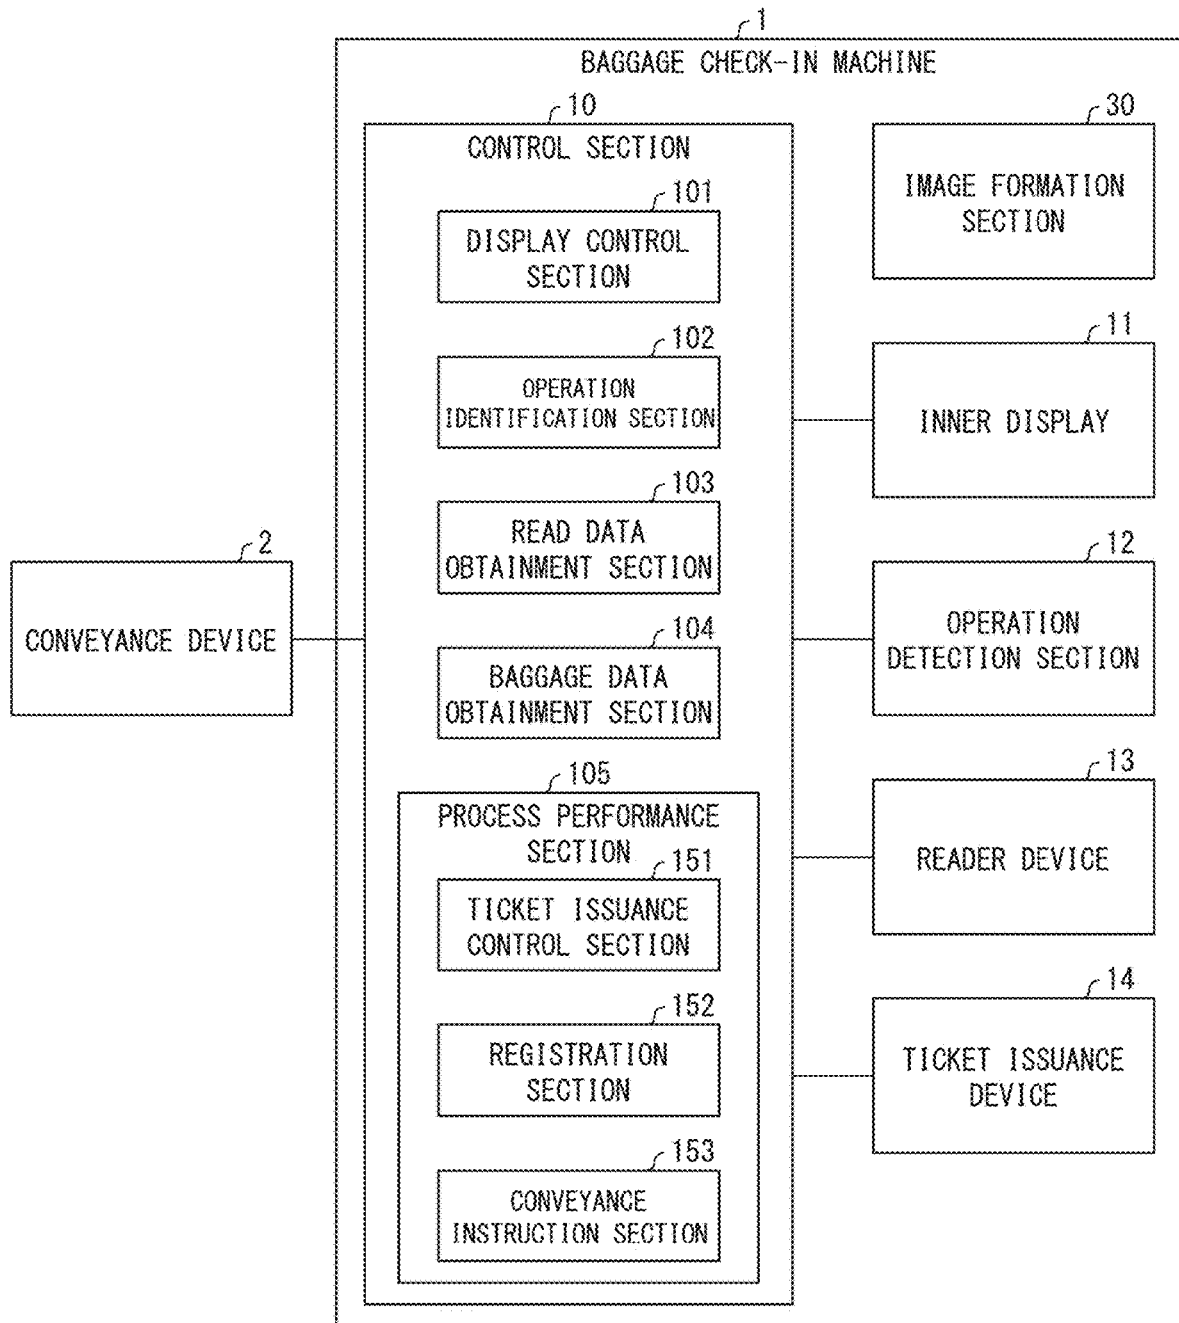 1
BAGGAGE CHECK-IN MACHINE
10
CONTROL SECTION
101
DISPLAY CONTROL
SECTION
102
OPERATION
IDENTIFICATION SECTION
103
READ DATA
OBTAINMENT SECTION
104
BAGGAGE DATA
OBTAINMENT SECTION
105
PROCESS PERFORMANCE
SECTION
151
TICKET ISSUANCE
CONTROL SECTION
152
REGISTRATION
SECTION
153
CONVEYANCE
INSTRUCTION SECTION
2
CONVEYANCE DEVICE
30
IMAGE FORMATION
SECTION
11
INNER DISPLAY
12
OPERATION
DETECTION SECTION
13
READER DEVICE
14
TICKET ISSUANCE
DEVICE